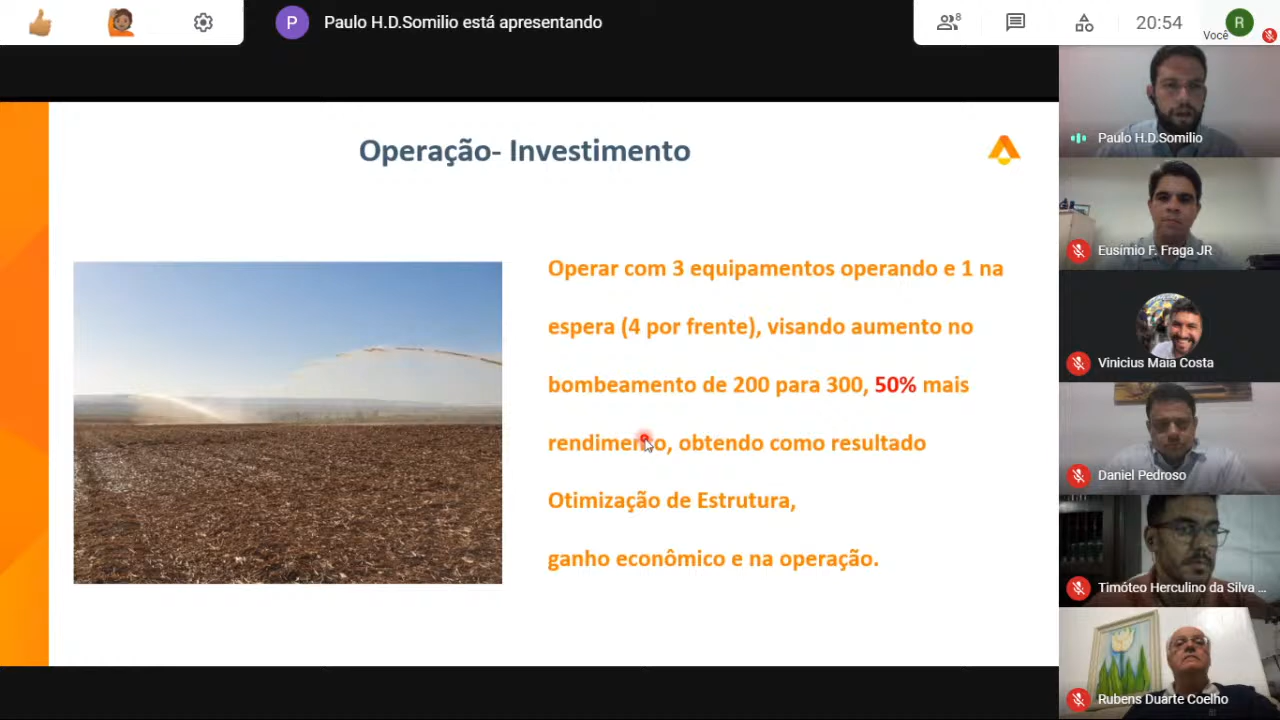 P
Paulo H.D.Somilio está apresentando
8
20:54
Você
R
Operação- Investimento
Operar com 3 equipamentos operando e 1 na
espera (4 por frente), visando aumento no
bombeamento de 200 para 300, 50% mais
rendimento, obtendo como resultado
Otimização de Estrutura,
ganho econômico e na operação.
Paulo H.D.Somilio
Eusímio F. Fraga JR
Vinicius Maia Costa
Daniel Pedroso
Timóteo Herculino da Silva ...
Rubens Duarte Coelho